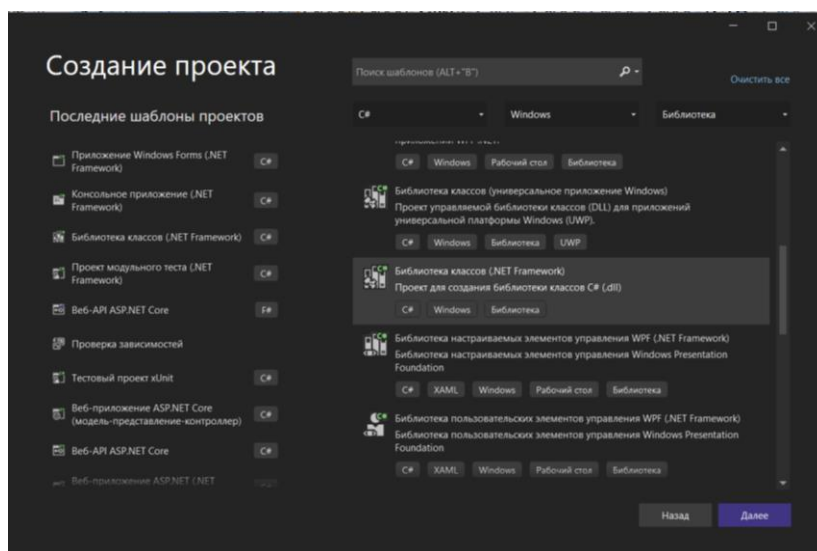 Создание проекта
Последние шаблоны проектов
Приложение Windows Forms (.NET
Framework)
C#
Консольное приложение (.NET
Framework)
C#
Библиотека классов (.NET Framework)
C#
Проект модульного теста (.NET
Framework)
C#
Веб-API ASP.NET Core
F#
Проверка зависимостей
Тестовый проект xUnit
C#
Веб-приложение ASP.NET Core
(модель-представление-контроллер)
C#
Веб-API ASP.NET Core
C#
Веб-приложение ASP.NET (.NET
Поиск шаблонов (ALT+"B")
Очистить все
C# Windows Библиотека
C# Windows Рабочий стол Библиотека
Библиотека классов (универсальное приложение Windows)
Проект управляемой библиотеки классов (DLL) для приложений
универсальной платформы Windows (UWP).
C# Windows Библиотека UWP
Библиотека классов (.NET Framework)
Проект для создания библиотеки классов C# (.dll)
C# Windows Библиотека
Библиотека настраиваемых элементов управления WPF (.NET Framework)
Библиотека настраиваемых элементов управления Windows Presentation
Foundation
C# XAML Windows Рабочий стол Библиотека
Библиотека пользовательских элементов управления WPF (.NET Framework)
Библиотека пользовательских элементов управления Windows Presentation
Foundation
C# XAML Windows Рабочий стол Библиотека
Назад
Далее